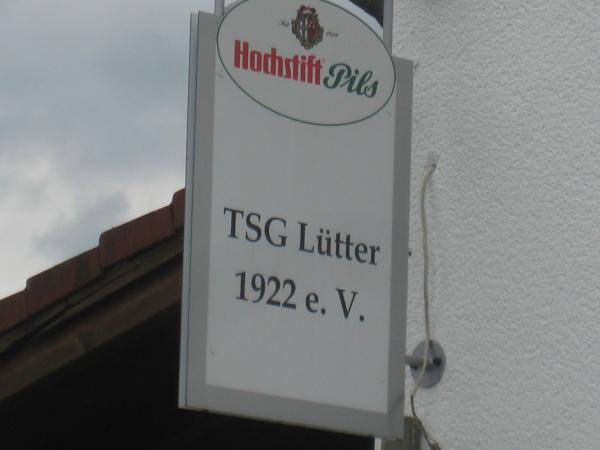 Hochstift
Pils
TSG Lütter
1922 e. V.